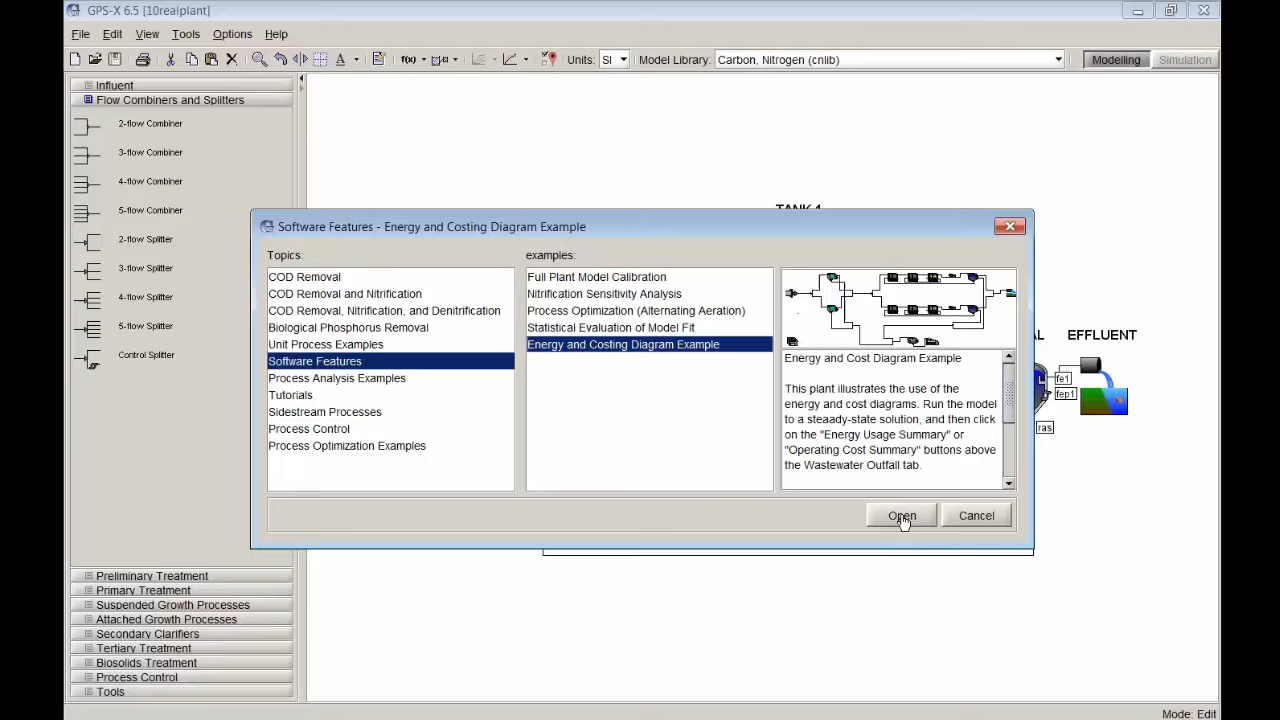 GPS-X 6.5 [10realplant]
File Edit View Tools Options Help
Units: SI Model Library: Carbon, Nitrogen (cnlib) Modelling Simulation
Influent
Flow Combiners and Splitters
2-flow Combiner
3-flow Combiner
4-flow Combiner
5-flow Combiner
2-flow Splitter
3-flow Splitter
4-flow Splitter
5-flow Splitter
Control Splitter
Preliminary Treatment
Primary Treatment
Suspended Growth Processes
Attached Growth Processes
Secondary Clarifiers
Tertiary Treatment
Biosolids Treatment
Process Control
Tools
TANK 1
Software Features - Energy and Costing Diagram Example
Topics:
COD Removal
COD Removal and Nitrification
COD Removal, Nitrification, and Denitrification
Biological Phosphorus Removal
Unit Process Examples
Software Features
Process Analysis Examples
Tutorials
Sidestream Processes
Process Control
Process Optimization Examples
examples:
Full Plant Model Calibration
Nitrification Sensitivity Analysis
Process Optimization (Alternating Aeration)
Statistical Evaluation of Model Fit
Energy and Costing Diagram Example
Energy and Cost Diagram Example
This plant illustrates the use of the
energy and cost diagrams. Run the model
to a steaady-state solution, and then click
on the "Energy Usage Summary" or
"Operating Cost Summary" buttons above
the Wastewater Outfall tab.
Open Cancel
EFFLUENT
fe1
fep1
ras
Mode: Edit